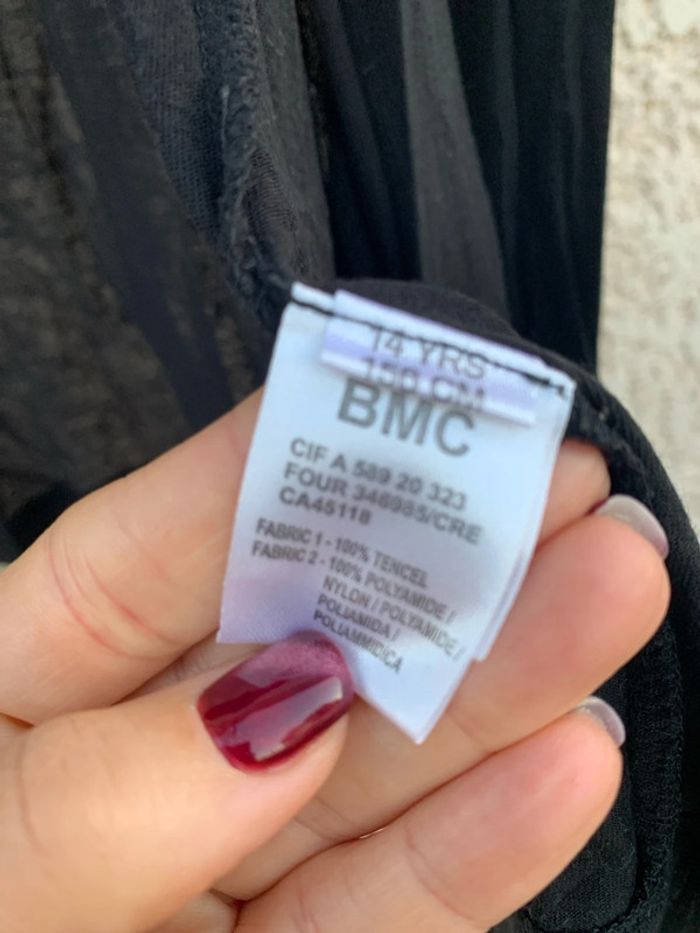 14 YRS
156 CM
BMC
CIF A 589 20 323
FOUR 346985/CRE
CA45118
FABRIC 1 - 100% TENCEL
FABRIC 2 - 100% POLYAMIDE /
NYLON / POLYAMIDE /
POLIAMIDA /
POLIAMMIDICA